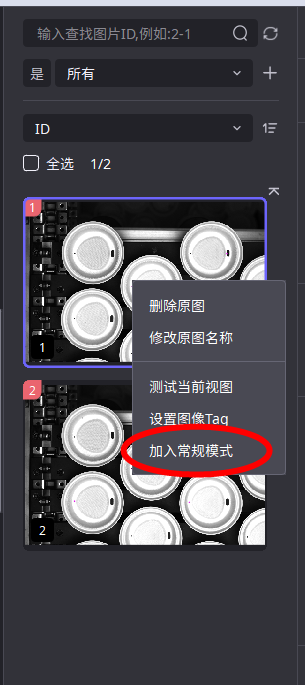 输入查找图片ID,例如:2-1
是 所有
ID
全选 1/2
1
1
删除原图
修改原图名称
测试当前视图
设置图像Tag
加入常规模式
2
2